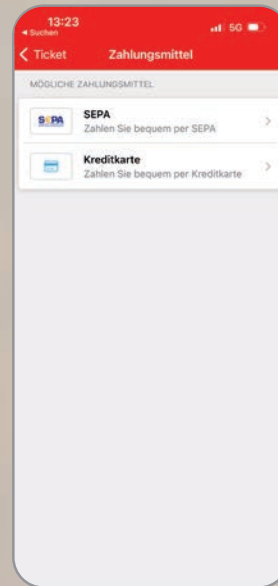 13:23
Suchen
5G
Ticket
Zahlungsmittel
MÖGLICHE ZAHLUNGSMITTEL
SEPA
SEPA
Zahlen Sie bequem per SEPA
Kreditkarte
Zahlen Sie bequem per Kreditkarte